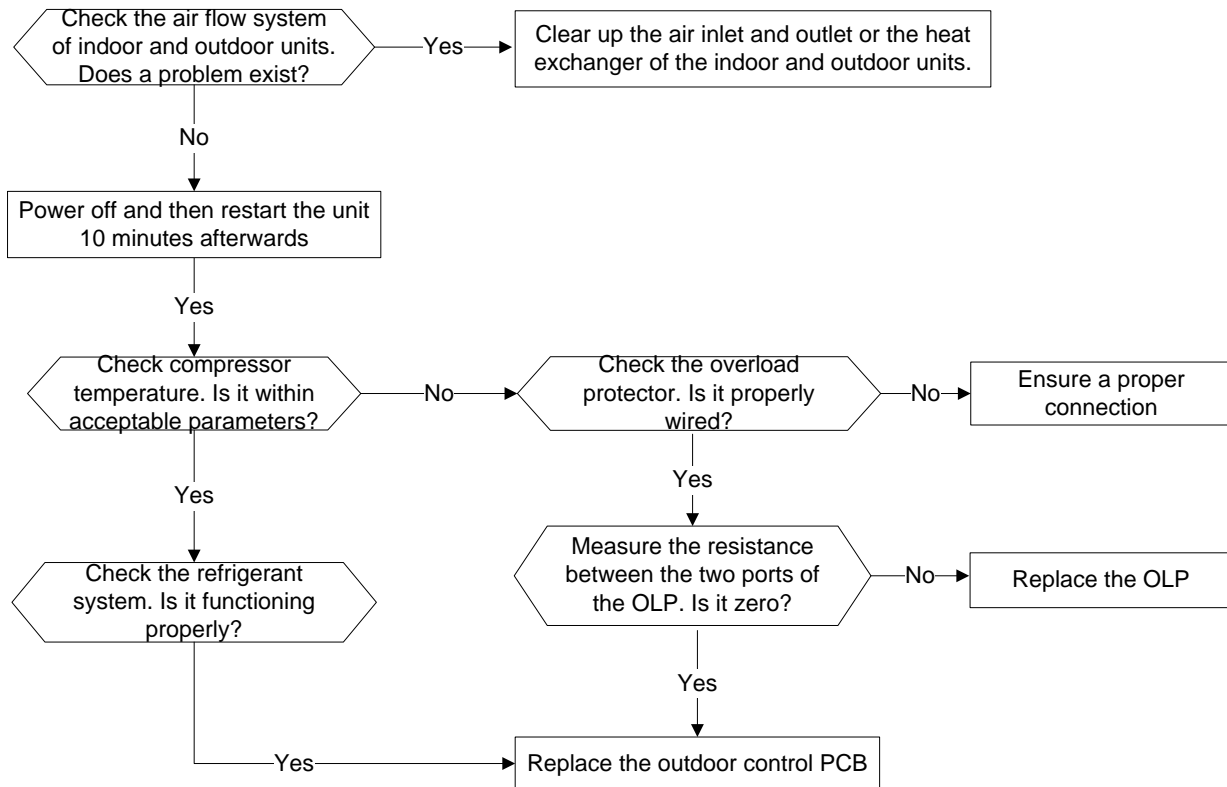 Check the air flow system
of indoor and outdoor units.
Does a problem exist?
Yes
Clear up the air inlet and outlet or the heat
exchanger of the indoor and outdoor units.
No
Power off and then restart the unit
10 minutes afterwards
Yes
Check compressor
temperature. Is it within
acceptable parameters?
No
Check the overload
protector. Is it properly
wired?
No
Ensure a proper
connection
Yes
Yes
Check the refrigerant
system. Is it functioning
properly?
Measure the resistance
between the two ports of
the OLP. Is it zero?
No
Replace the OLP
Yes
Yes
Replace the outdoor control PCB